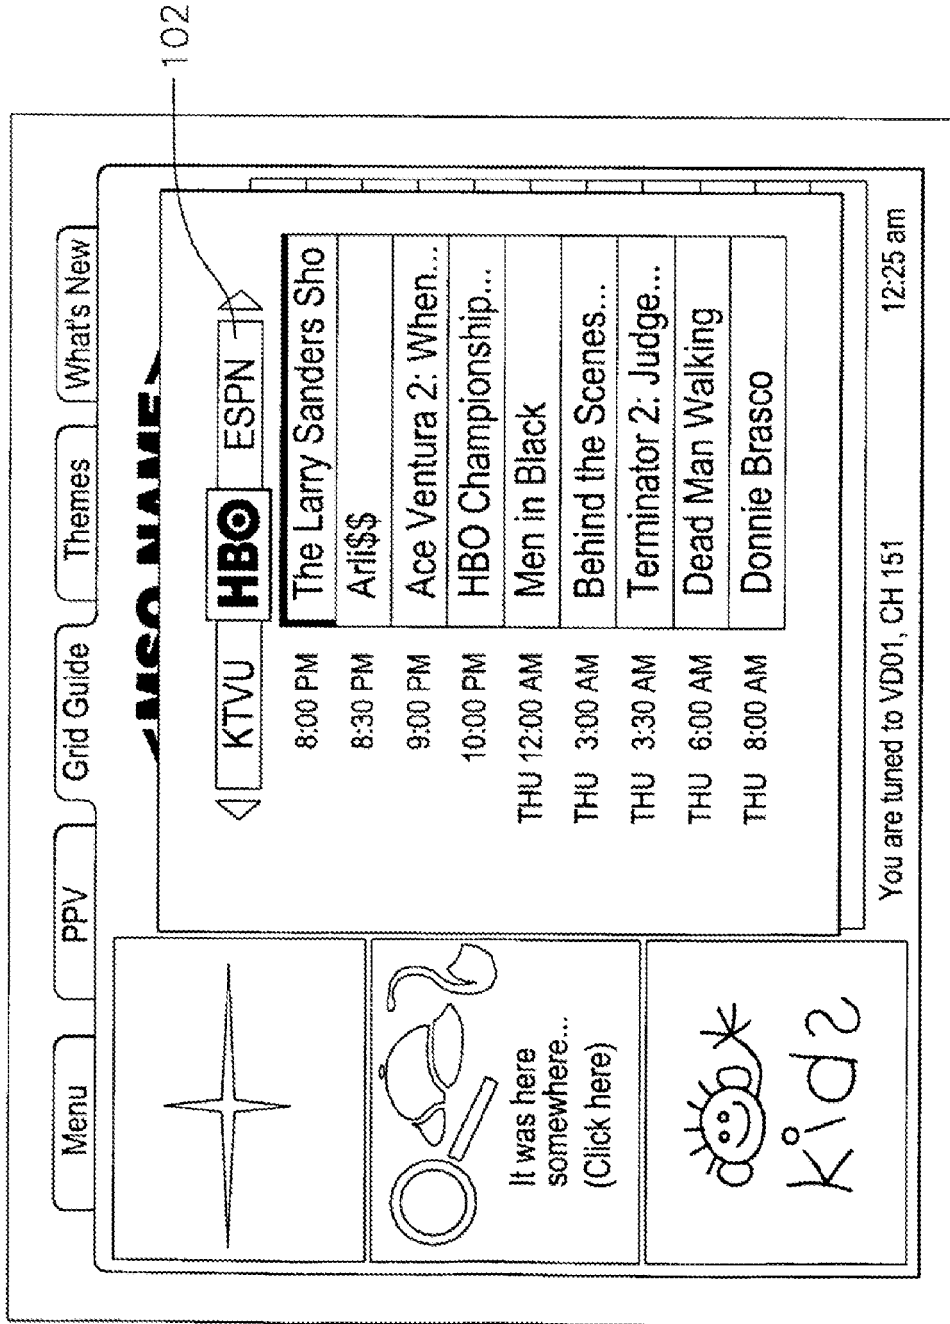 102
Menu
PPV
Grid Guide
Themes
What's New
<MSO NAME>
KTVU HBO ESPN
8:00 PM The Larry Sanders Sho
8:30 PM Arli$$
9:00 PM Ace Ventura 2: When...
10:00 PM HBO Championship...
THU 12:00 AM Men in Black
THU 3:00 AM Behind the Scenes...
THU 3:30 AM Terminator 2: Judge...
THU 6:00 AM Dead Man Walking
THU 8:00 AM Donnie Brasco
It was here
somewhere...
(Click here)
Kids
You are tuned to VD01, CH 151
12:25 am